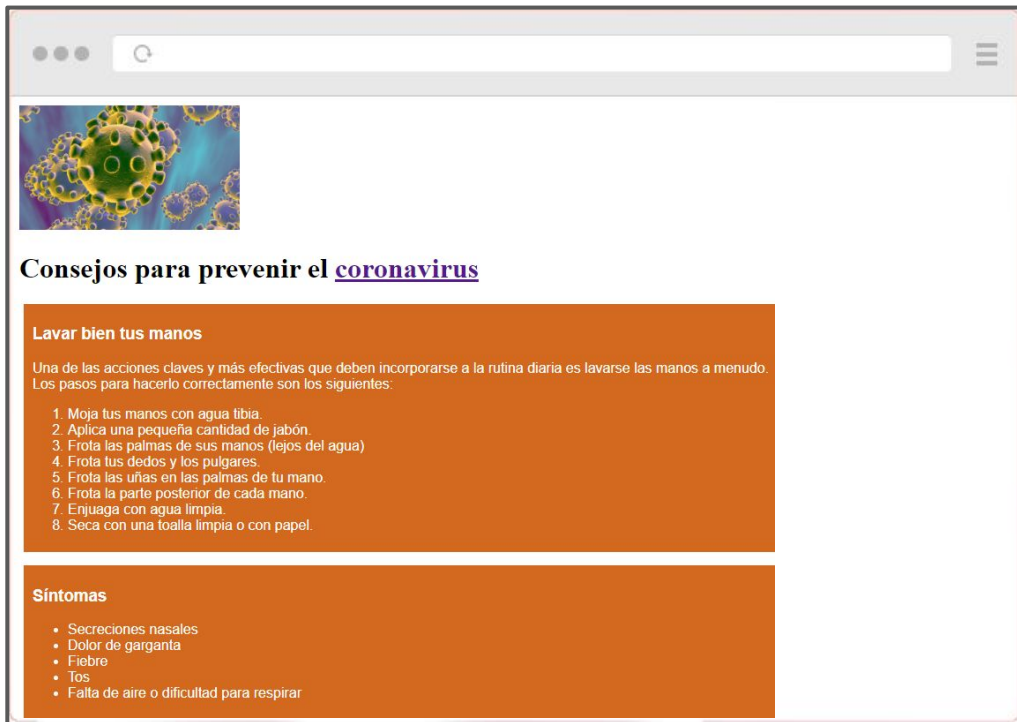 Consejos para prevenir el coronavirus
Lavar bien tus manos
Una de las acciones claves y más efectivas que deben incorporarse a la rutina diaria es lavarse las manos a menudo.
Los pasos para hacerlo correctamente son los siguientes:
1. Moja tus manos con agua tibia.
2. Aplica una pequeña cantidad de jabón.
3. Frota las palmas de sus manos (lejos del agua)
4. Frota tus dedos y los pulgares.
5. Frota las uñas en las palmas de tu mano.
6. Frota la parte posterior de cada mano.
7. Enjuaga con agua limpia.
8. Seca con una toalla limpia o con papel.
Síntomas
• Secreciones nasales
• Dolor de garganta
• Fiebre
• Tos
• Falta de aire o dificultad para respirar